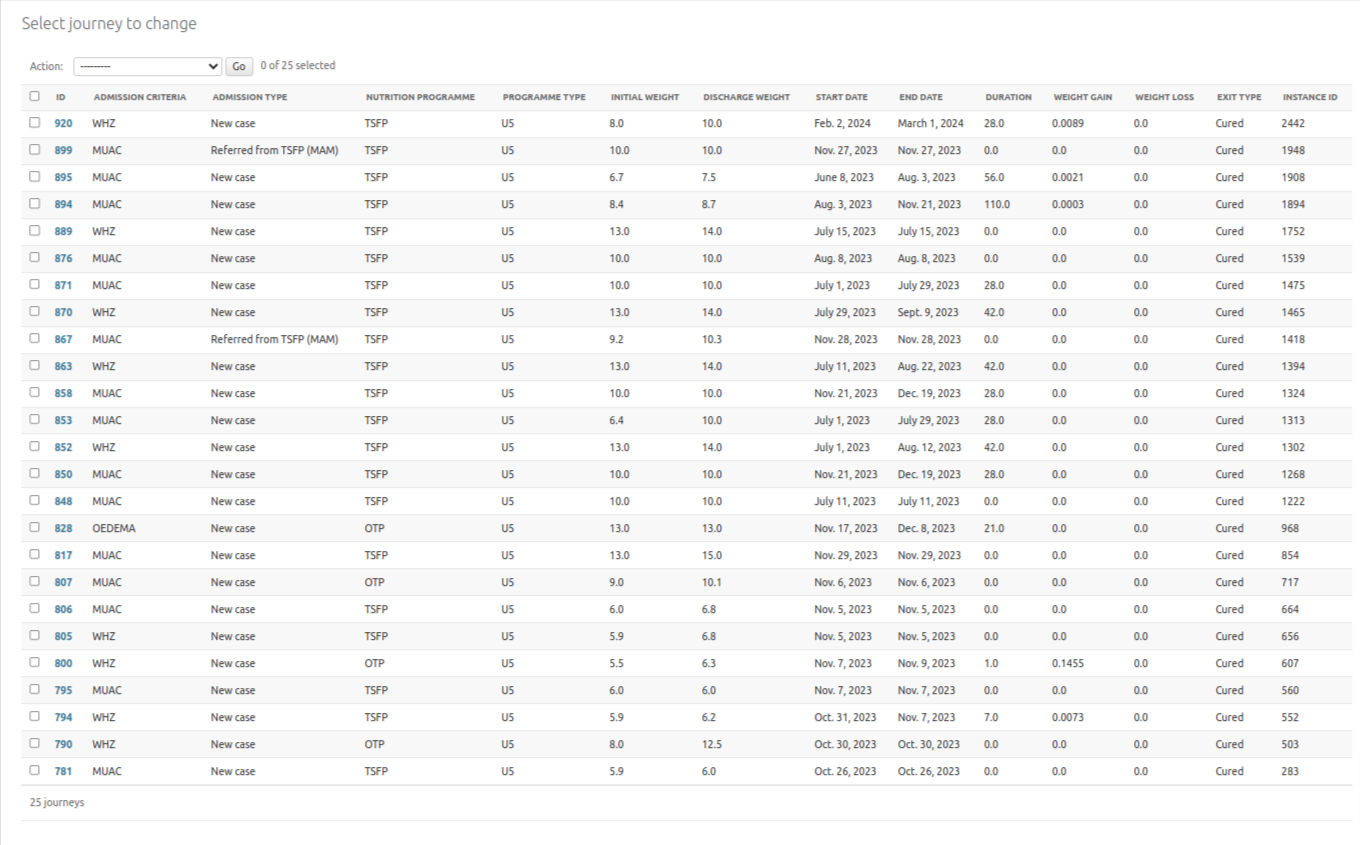 Select journey to change
Action: --------- Go 0 of 25 selected
ID ADMISSION CRITERIA ADMISSION TYPE NUTRITION PROGRAMME PROGRAMME TYPE INITIAL WEIGHT DISCHARGE WEIGHT START DATE END DATE DURATION WEIGHT GAIN WEIGHT LOSS EXIT TYPE INSTANCE ID
920 WHZ New case TSFP U5 8.0 10.0 Feb. 2, 2024 March 1, 2024 28.0 0.0089 0.0 Cured 2442
899 MUAC Referred from TSFP (MAM) TSFP U5 10.0 10.0 Nov. 27, 2023 Nov. 27, 2023 0.0 0.0 0.0 Cured 1948
895 MUAC New case TSFP U5 6.7 7.5 June 8, 2023 Aug. 3, 2023 56.0 0.0021 0.0 Cured 1908
894 MUAC New case TSFP U5 8.4 8.7 Aug. 3, 2023 Nov. 21, 2023 110.0 0.0003 0.0 Cured 1894
889 WHZ New case TSFP U5 13.0 14.0 July 15, 2023 July 15, 2023 0.0 0.0 0.0 Cured 1752
876 MUAC New case TSFP U5 10.0 10.0 Aug. 8, 2023 Aug. 8, 2023 0.0 0.0 0.0 Cured 1539
871 MUAC New case TSFP U5 10.0 10.0 July 1, 2023 July 29, 2023 28.0 0.0 0.0 Cured 1475
870 WHZ New case TSFP U5 13.0 14.0 July 29, 2023 Sept. 9, 2023 42.0 0.0 0.0 Cured 1465
867 MUAC Referred from TSFP (MAM) TSFP U5 9.2 10.3 Nov. 28, 2023 Nov. 28, 2023 0.0 0.0 0.0 Cured 1418
863 WHZ New case TSFP U5 13.0 14.0 July 11, 2023 Aug. 22, 2023 42.0 0.0 0.0 Cured 1394
858 MUAC New case TSFP U5 10.0 10.0 Nov. 21, 2023 Dec. 19, 2023 28.0 0.0 0.0 Cured 1324
853 MUAC New case TSFP U5 6.4 10.0 July 1, 2023 July 29, 2023 28.0 0.0 0.0 Cured 1313
852 WHZ New case TSFP U5 13.0 14.0 July 1, 2023 Aug. 12, 2023 42.0 0.0 0.0 Cured 1302
850 MUAC New case TSFP U5 10.0 10.0 Nov. 21, 2023 Dec. 19, 2023 28.0 0.0 0.0 Cured 1268
848 MUAC New case TSFP U5 10.0 10.0 July 11, 2023 July 11, 2023 0.0 0.0 0.0 Cured 1222
828 OEDEMA New case OTP U5 13.0 13.0 Nov. 17, 2023 Dec. 8, 2023 21.0 0.0 0.0 Cured 968
817 MUAC New case TSFP U5 13.0 15.0 Nov. 29, 2023 Nov. 29, 2023 0.0 0.0 0.0 Cured 854
807 MUAC New case OTP U5 9.0 10.1 Nov. 6, 2023 Nov. 6, 2023 0.0 0.0 0.0 Cured 717
806 MUAC New case TSFP U5 6.0 6.8 Nov. 5, 2023 Nov. 5, 2023 0.0 0.0 0.0 Cured 664
805 WHZ New case TSFP U5 5.9 6.8 Nov. 5, 2023 Nov. 5, 2023 0.0 0.0 0.0 Cured 656
800 WHZ New case OTP U5 5.5 6.3 Nov. 7, 2023 Nov. 9, 2023 1.0 0.1455 0.0 Cured 607
795 MUAC New case TSFP U5 6.0 6.0 Nov. 7, 2023 Nov. 7, 2023 0.0 0.0 0.0 Cured 560
794 WHZ New case TSFP U5 5.9 6.2 Oct. 31, 2023 Nov. 7, 2023 7.0 0.0073 0.0 Cured 552
790 WHZ New case OTP U5 8.0 12.5 Oct. 30, 2023 Oct. 30, 2023 0.0 0.0 0.0 Cured 503
781 MUAC New case TSFP U5 5.9 6.0 Oct. 26, 2023 Oct. 26, 2023 0.0 0.0 0.0 Cured 283
25 journeys